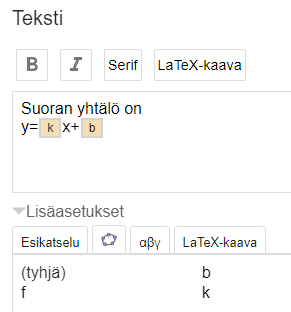 Teksti
B I Serif LaTeX-kaava
Suoran yhtälö on
y= k x+ b
Lisäasetukset
Esikatselu αβγ LaTeX-kaava
(tyhjä) b
f k